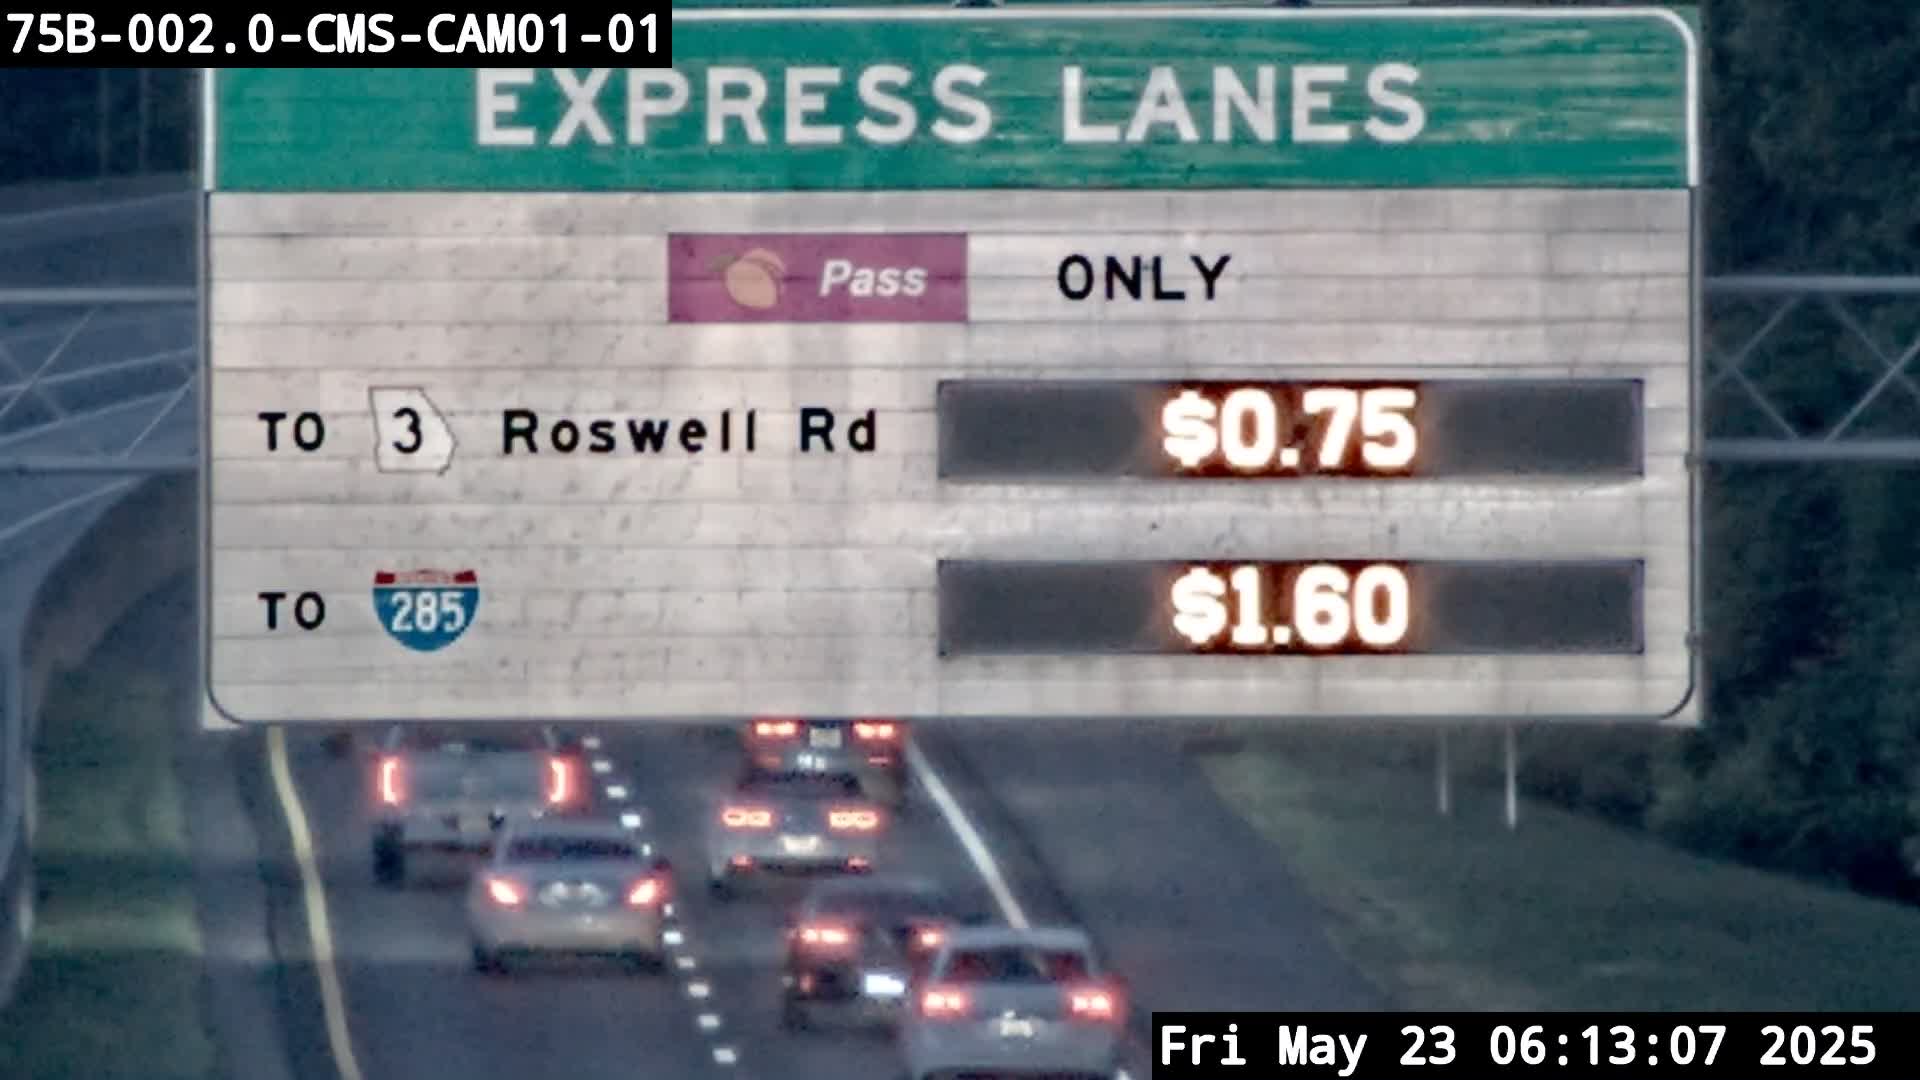 75B-002.0-CMS-CAM01-01
EXPRESS LANES
Pass ONLY
TO 3 Roswell Rd $0.75
TO 285 $1.60
Fri May 23 06:13:07 2025